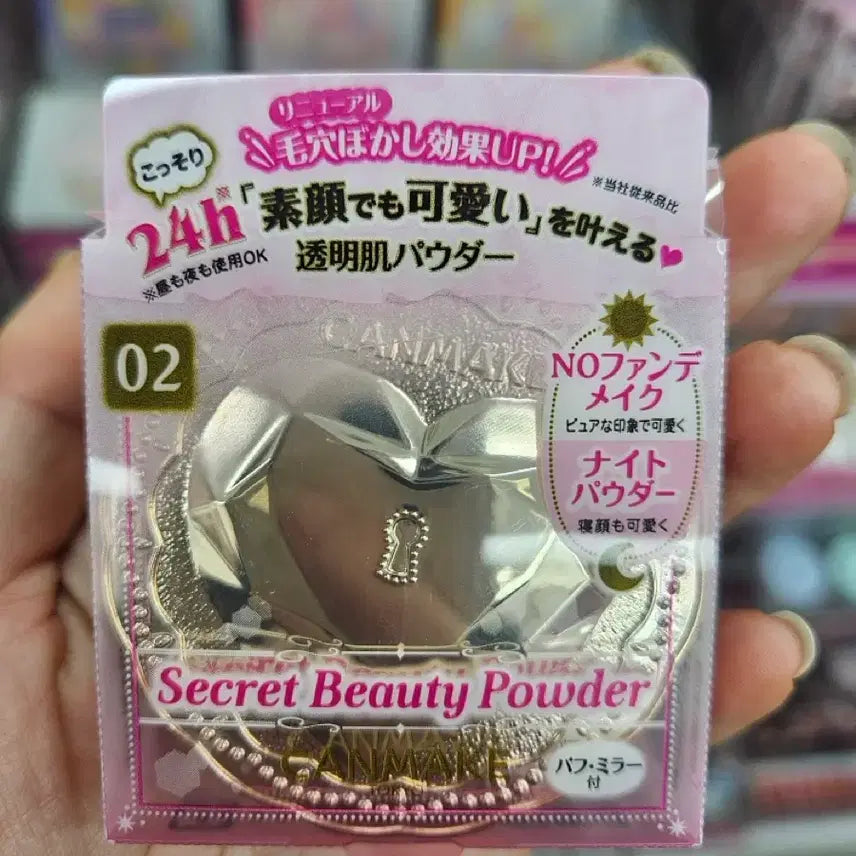 リニューアル
毛穴ぼかし効果UP!
※当社従来品比
こっそり
24h※「素顔でも可愛い」を叶える
※昼も夜も使用OK
透明肌パウダー
CANMAKE
02
NOファンデ
メイク
ピュアな印象で可愛く
ナイト
パウダー
寝顔も可愛く
Secret Beauty Powder
CANMAKE
パフ・ミラー
付